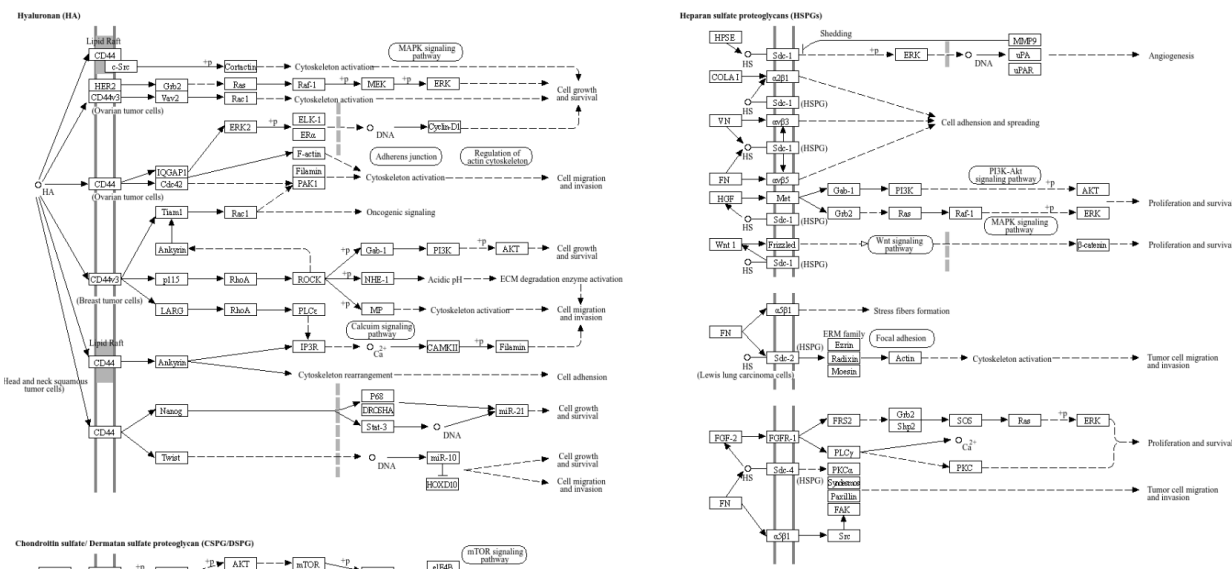 Hyaluronan (HA)
Lipid Raft
CD44
c-Src
+p
Cortactin
Cytoskeleton activation
MAPK signaling
pathway
HER2
Grb2
Ras
Raf-1
+p
MEK
+p
ERK
Cell growth
and survival
CD44v3
Vav2
Rac1
Cytoskeleton activation
(Ovarian tumor cells)
ERK2
+p
ELK-1
ERα
DNA
Cyclin-D1
F-actin
Adherens junction
Regulation of
actin cytoskeleton
HA
CD44
IQGAP1
Cdc42
Filamin
PAK1
Cytoskeleton activation
Cell migration
and invasion
(Ovarian tumor cells)
Tiam1
Rac1
Oncogenic signaling
Ankyrin
+p
Gab-1
PI3K
+p
AKT
Cell growth
and survival
CD44v3
p115
RhoA
ROCK
+p
NHE-1
Acidic pH
ECM degradation enzyme activation
(Breast tumor cells)
LARG
RhoA
PLCε
+p
MP
Cytoskeleton activation
Cell migration
and invasion
Calcuim signaling
pathway
Lipid Raft
CD44
Ankyrin
IP3R
Ca2+
CAMKII
+p
Filamin
Cytoskeleton rearrangement
Cell adhesion
Head and neck squamous
tumor cells)
Nanog
P68
DROSHA
Stat-3
DNA
miR-21
Cell growth
and survival
CD44
Twist
DNA
miR-10
HOXD10
Cell growth
and survival
Cell migration
and invasion
Chondroitin sulfate/ Dermatan sulfate proteoglycan (CSPG/DSPG)
+p
+p
AKT
mTOR
+p
eIF4B
mTOR signaling
pathway
Heparan sulfate proteoglycans (HSPGs)
HPSE
HS
Sdc-1
Shedding
+p
ERK
DNA
MMP9
uPA
uPAR
Angiogenesis
COLA1
α2β1
HS
Sdc-1
(HSPG)
VN
αvβ3
Cell adhesion and spreading
HS
Sdc-1
(HSPG)
FN
αvβ5
HGF
Met
Gab-1
PI3K
PI3K-Akt
signaling pathway
+p
AKT
Proliferation and survival
HS
Sdc-1
(HSPG)
Grb2
Ras
Raf-1
+p
ERK
MAPK signaling
pathway
Wnt 1
Frizzled
Wnt signaling
pathway
β-catenin
Proliferation and survival
HS
Sdc-1
(HSPG)
α5β1
Stress fibers formation
FN
ERM family
Focal adhesion
HS
Sdc-2
(HSPG)
Ezrin
Radixin
Moesin
Actin
Cytoskeleton activation
Tumor cell migration
and invasion
(Lewis lung carcinoma cells)
FGF-2
FGFR-1
FRS2
Grb2
Shp2
SOS
Ras
+p
ERK
PLCγ
Ca2+
PKC
Proliferation and survival
HS
Sdc-4
(HSPG)
PKCα
Syndesmos
Paxillin
FAK
Tumor cell migration
and invasion
FN
α5β1
Src